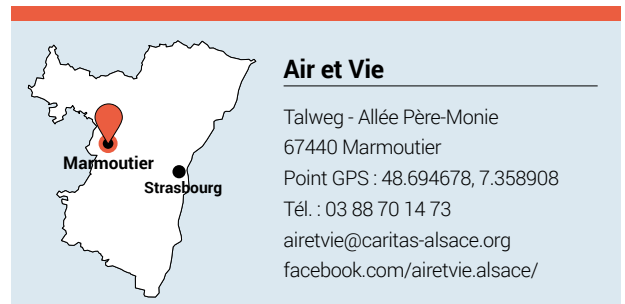 Marmoutier
Strasbourg
Air et Vie
Talweg - Allée Père-Monie
67440 Marmoutier
Point GPS : 48.694678, 7.358908
Tél. : 03 88 70 14 73
airetvie@caritas-alsace.org
facebook.com/airetvie.alsace/